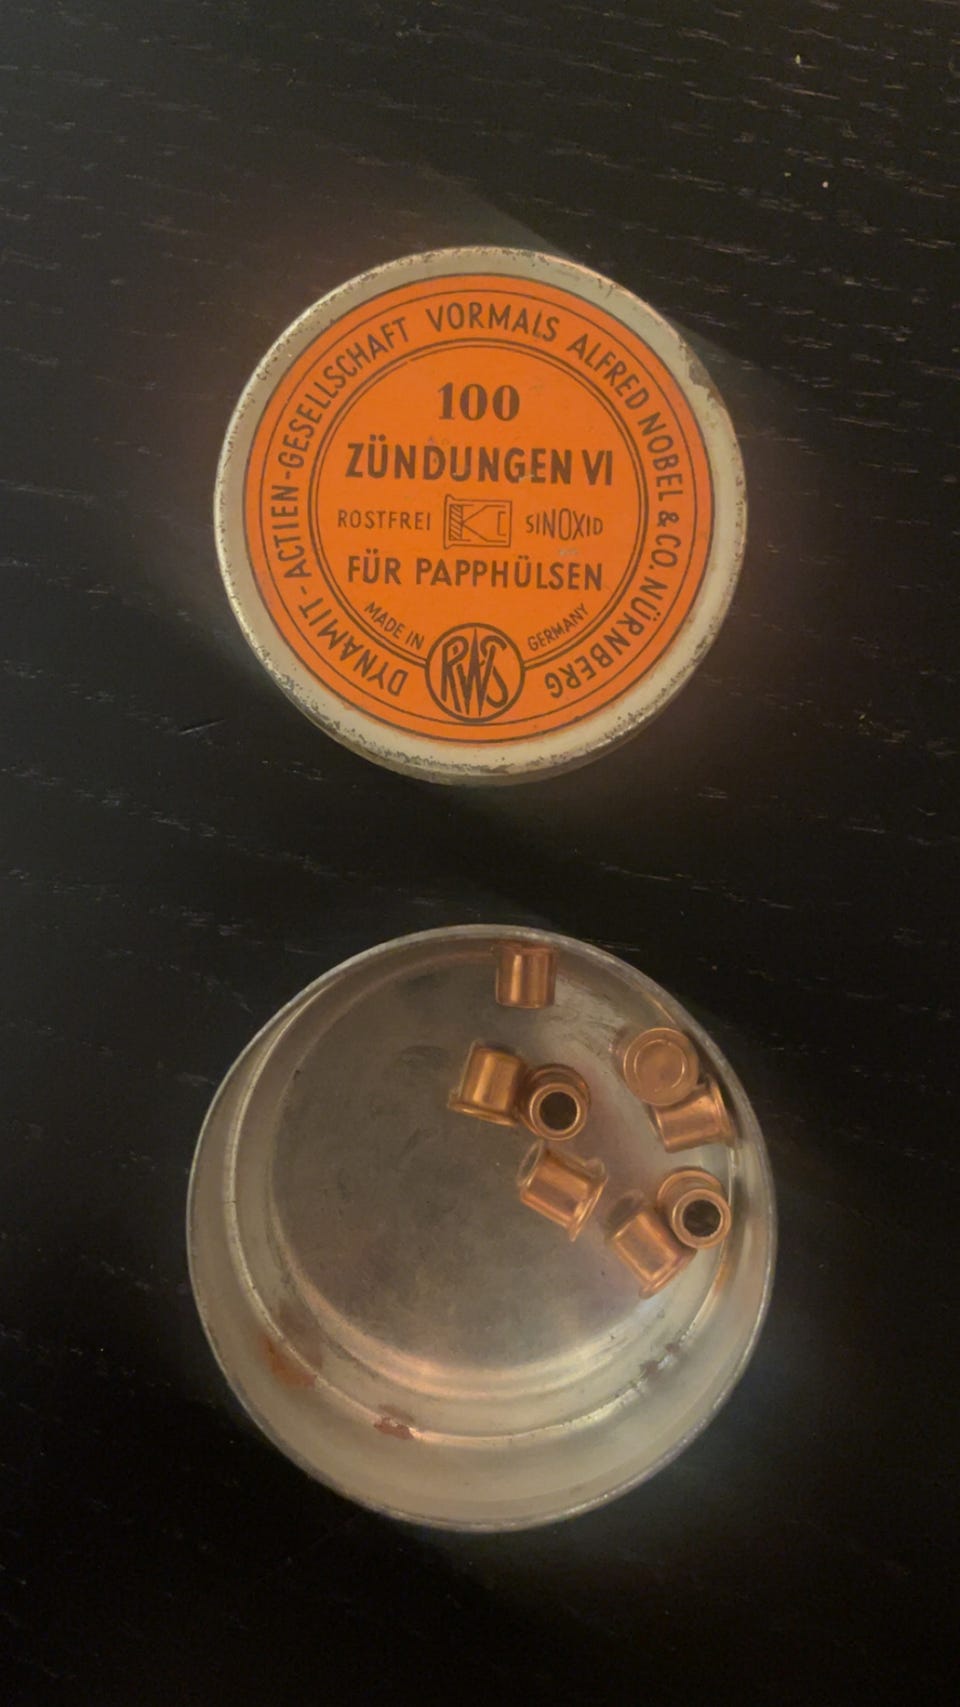 DYNAMIT-ACTIEN-GESELLSCHAFT VORMALS ALFRED NOBEL & CO. NÜRNBERG
100
ZÜNDUNGEN VI
ROSTFREI SINOXID
FÜR PAPPHÜLSEN
MADE IN GERMANY
RWS